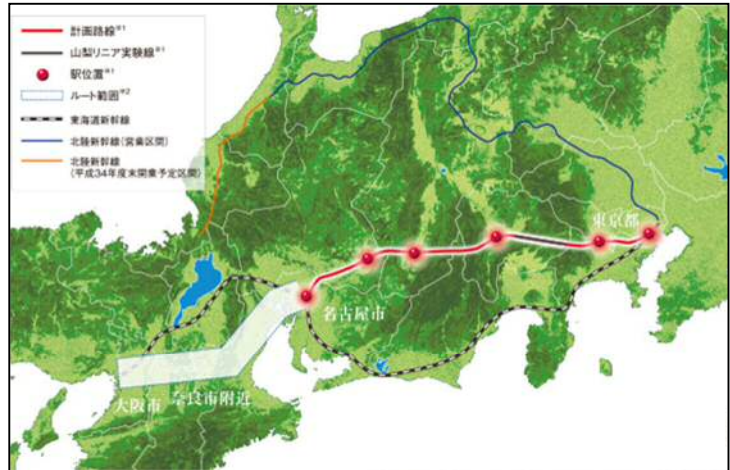 計画路線※1
山梨リニア実験線※1
駅位置※1
ルート範囲※2
東海道新幹線
北陸新幹線(営業区間)
北陸新幹線
(平成34年度末開業予定区間)
東京都
名古屋市
大阪市
奈良市附近